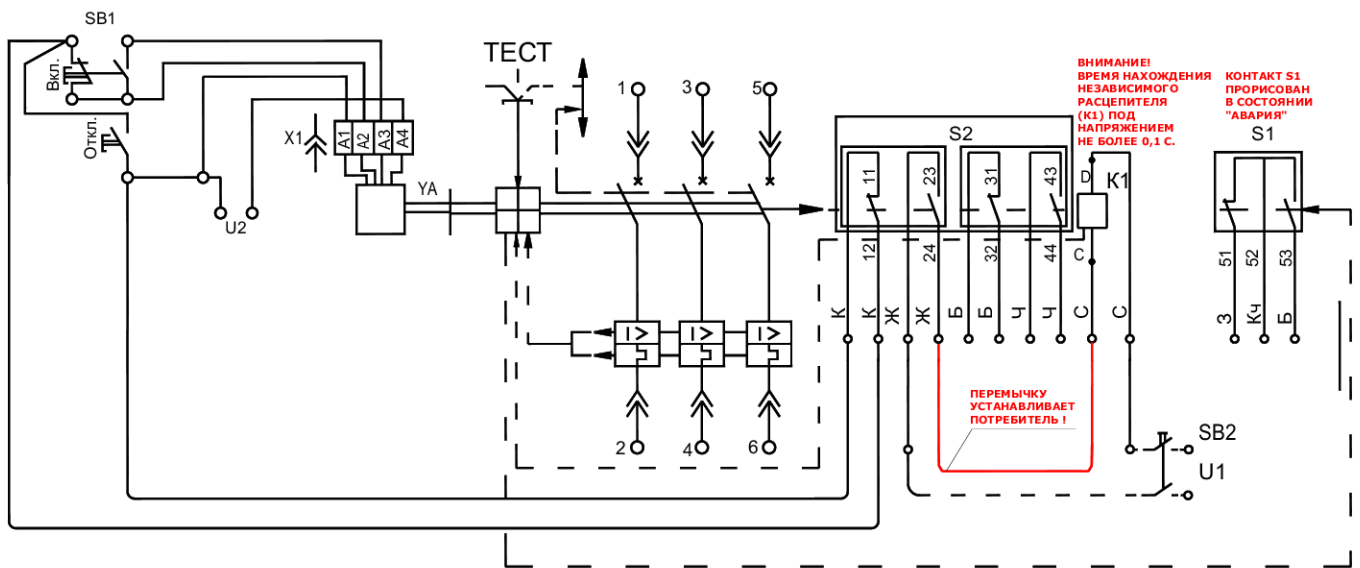 SB1
Вкл.
Откл.
U2
X1
A1
A2
A3
A4
YA
ТЕСТ
1
3
5
I >
I >
I >
2
4
6
S2
11
23
31
43
12
24
32
44
К
К
Ж
Ж
Б
Б
Ч
Ч
С
С
D
К1
C
ВНИМАНИЕ!
ВРЕМЯ НАХОЖДЕНИЯ
НЕЗАВИСИМОГО
РАСЦЕПИТЕЛЯ
(К1) ПОД
НАПРЯЖЕНИЕМ
НЕ БОЛЕЕ 0,1 С.
КОНТАКТ S1
ПРОРИСОВАН
В СОСТОЯНИИ
"АВАРИЯ"
S1
51
52
53
З
Кч
Б
ПЕРЕМЫЧКУ
УСТАНАВЛИВАЕТ
ПОТРЕБИТЕЛЬ !
SB2
U1